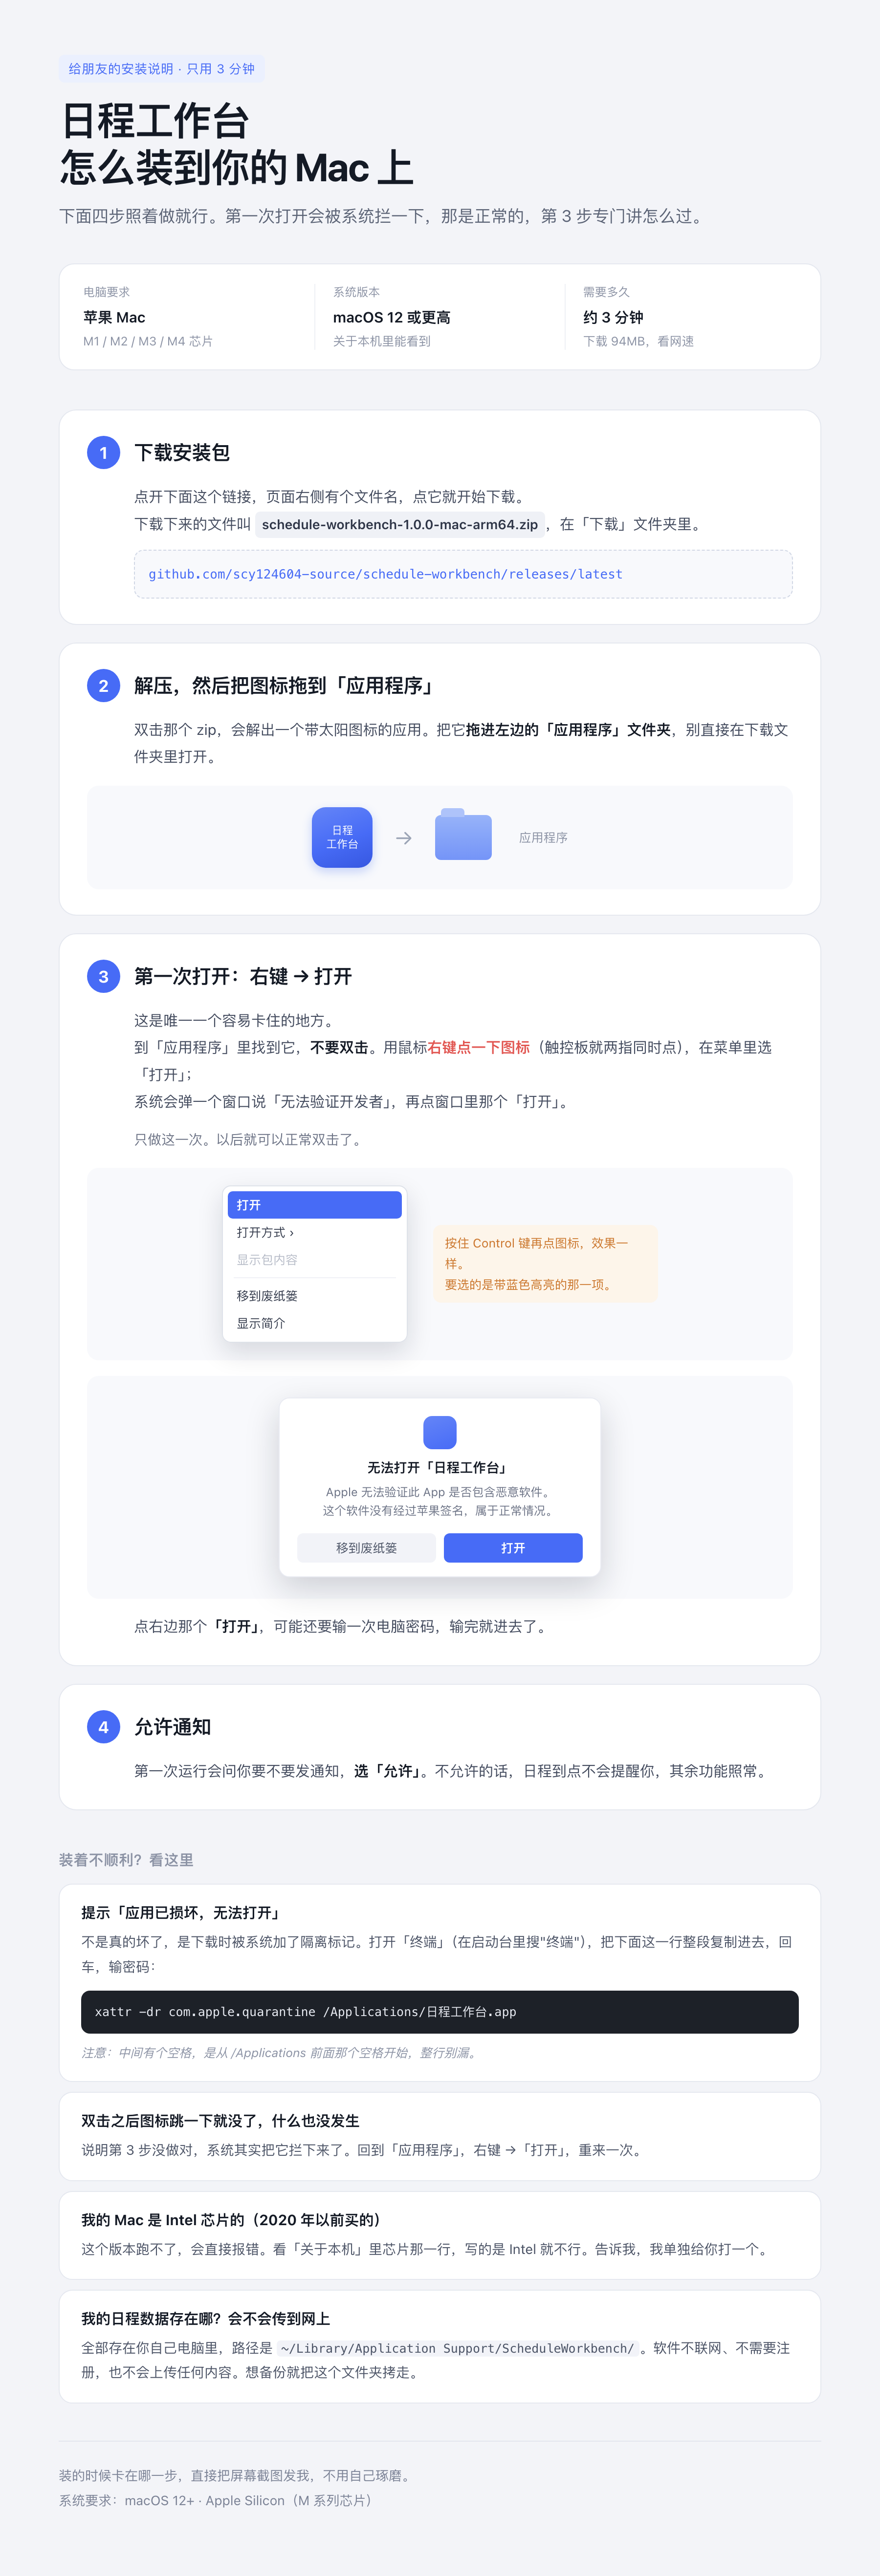 给朋友的安装说明 · 只用 3 分钟
日程工作台
怎么装到你的 Mac 上
下面四步照着做就行。第一次打开会被系统拦一下，那是正常的，第 3 步专门讲怎么过。
电脑要求
苹果 Mac
M1 / M2 / M3 / M4 芯片
系统版本
macOS 12 或更高
关于本机里能看到
需要多久
约 3 分钟
下载 94MB，看网速
1 下载安装包
点开下面这个链接，页面右侧有个文件名，点它就开始下载。
下载下来的文件叫 schedule-workbench-1.0.0-mac-arm64.zip，在「下载」文件夹里。
github.com/scy124604-source/schedule-workbench/releases/latest
2 解压，然后把图标拖到「应用程序」
双击那个 zip，会解出一个带太阳图标的应用。把它拖进左边的「应用程序」文件夹，别直接在下载文
件夹里打开。
日程
工作台
→
应用程序
3 第一次打开：右键 → 打开
这是唯一一个容易卡住的地方。
到「应用程序」里找到它，不要双击。用鼠标右键点一下图标（触控板就两指同时点），在菜单里选
「打开」；
系统会弹一个窗口说「无法验证开发者」，再点窗口里那个「打开」。
只做这一次。以后就可以正常双击了。
打开
打开方式 ›
显示包内容
移到废纸篓
显示简介
按住 Control 键再点图标，效果一
样。
要选的是带蓝色高亮的那一项。
无法打开「日程工作台」
Apple 无法验证此 App 是否包含恶意软件。
这个软件没有经过苹果签名，属于正常情况。
移到废纸篓
打开
点右边那个「打开」，可能还要输一次电脑密码，输完就进去了。
4 允许通知
第一次运行会问你要不要发通知，选「允许」。不允许的话，日程到点不会提醒你，其余功能照常。
装着不顺利？看这里
提示「应用已损坏，无法打开」
不是真的坏了，是下载时被系统加了隔离标记。打开「终端」（在启动台里搜"终端"），把下面这一行整段复制进去，回
车，输密码：
xattr -dr com.apple.quarantine /Applications/日程工作台.app
注意：中间有个空格，是从 /Applications 前面那个空格开始，整行别漏。
双击之后图标跳一下就没了，什么也没发生
说明第 3 步没做对，系统其实把它拦下来了。回到「应用程序」，右键 →「打开」，重来一次。
我的 Mac 是 Intel 芯片的（2020 年以前买的）
这个版本跑不了，会直接报错。看「关于本机」里芯片那一行，写的是 Intel 就不行。告诉我，我单独给你打一个。
我的日程数据存在哪？会不会传到网上
全部存在你自己电脑里，路径是 ~/Library/Application Support/ScheduleWorkbench/。软件不联网、不需要注
册，也不会上传任何内容。想备份就把这个文件夹拷走。
装的时候卡在哪一步，直接把屏幕截图发我，不用自己琢磨。
系统要求：macOS 12+ · Apple Silicon（M 系列芯片）